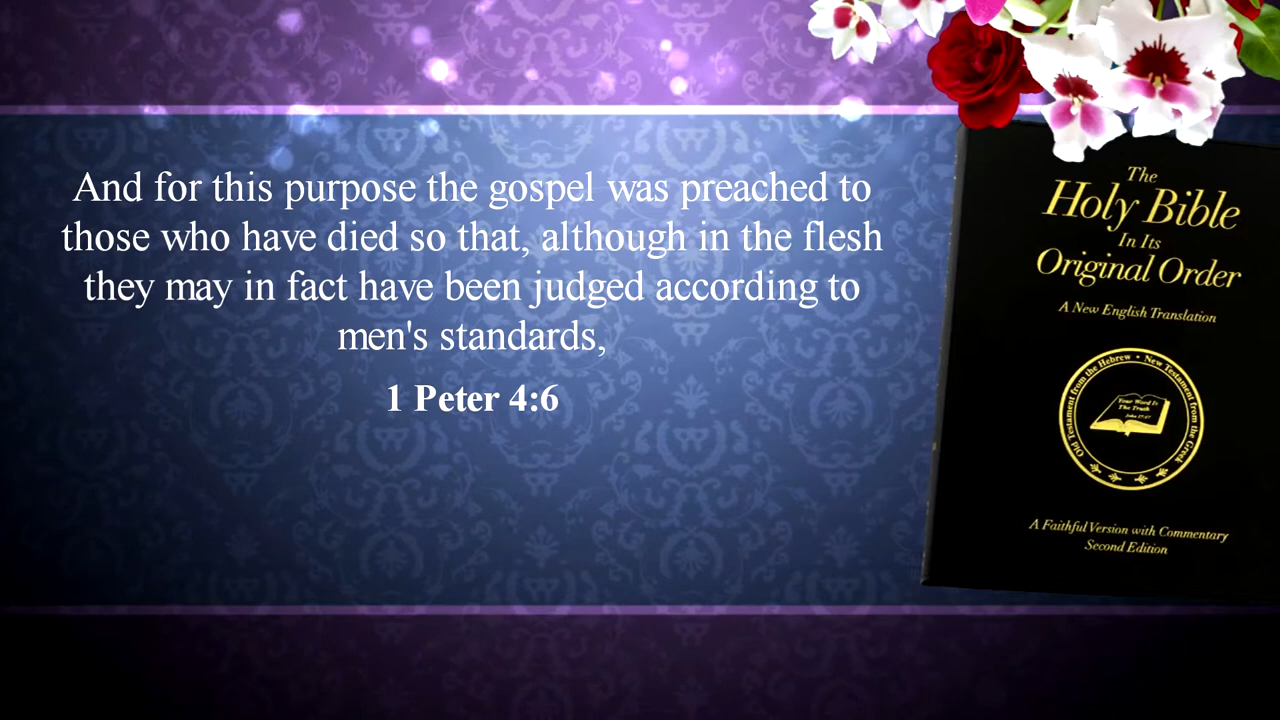 And for this purpose the gospel was preached to
those who have died so that, although in the flesh
they may in fact have been judged according to
men's standards,
1 Peter 4:6
The
Holy Bible
In Its
Original Order
A New English Translation
Old Testament from the Hebrew • New Testament from the Greek
Your Word Is
The Truth
John 17:17
A Faithful Version with Commentary
Second Edition